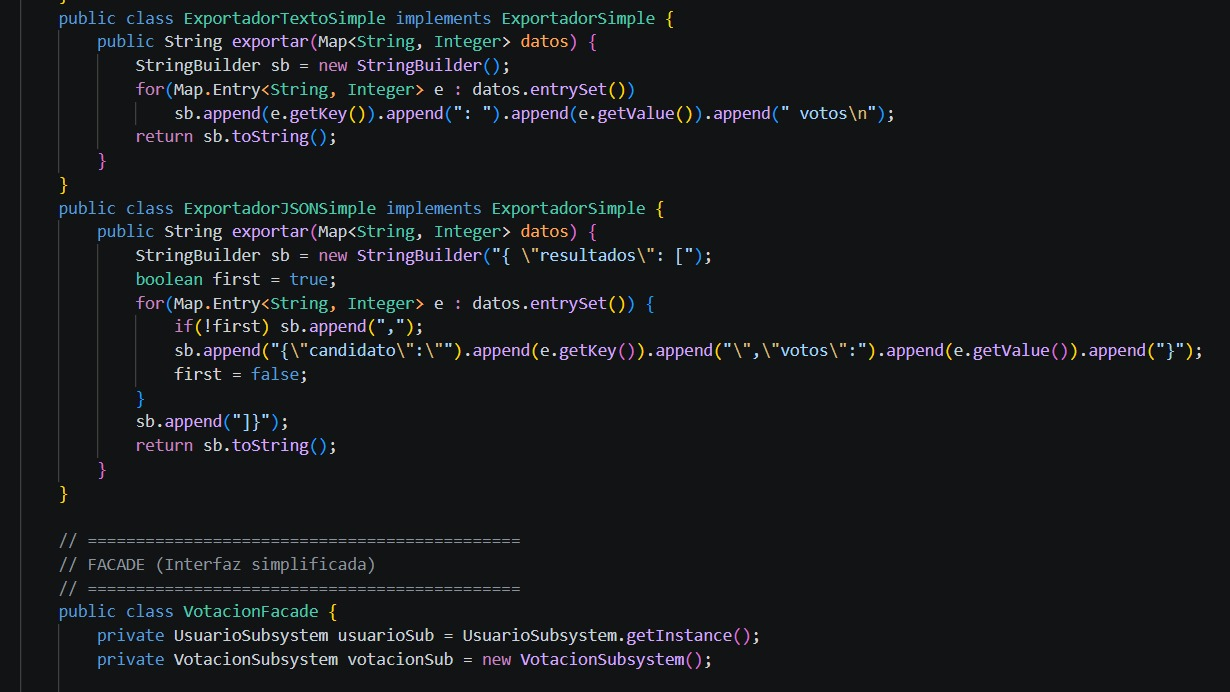 }
public class ExportadorTextoSimple implements ExportadorSimple {
public String exportar(Map<String, Integer> datos) {
StringBuilder sb = new StringBuilder();
for(Map.Entry<String, Integer> e : datos.entrySet())
sb.append(e.getKey()).append(": ").append(e.getValue()).append(" votos\n");
return sb.toString();
}
}
public class ExportadorJSONSimple implements ExportadorSimple {
public String exportar(Map<String, Integer> datos) {
StringBuilder sb = new StringBuilder("{ \"resultados\": [");
boolean first = true;
for(Map.Entry<String, Integer> e : datos.entrySet()) {
if(!first) sb.append(",");
sb.append("{\"candidato\":\"").append(e.getKey()).append("\",\"votos\":").append(e.getValue()).append("}");
first = false;
}
sb.append("]}");
return sb.toString();
}
}
// =============================================
// FACADE (Interfaz simplificada)
// =============================================
public class VotacionFacade {
private UsuarioSubsystem usuarioSub = UsuarioSubsystem.getInstance();
private VotacionSubsystem votacionSub = new VotacionSubsystem();